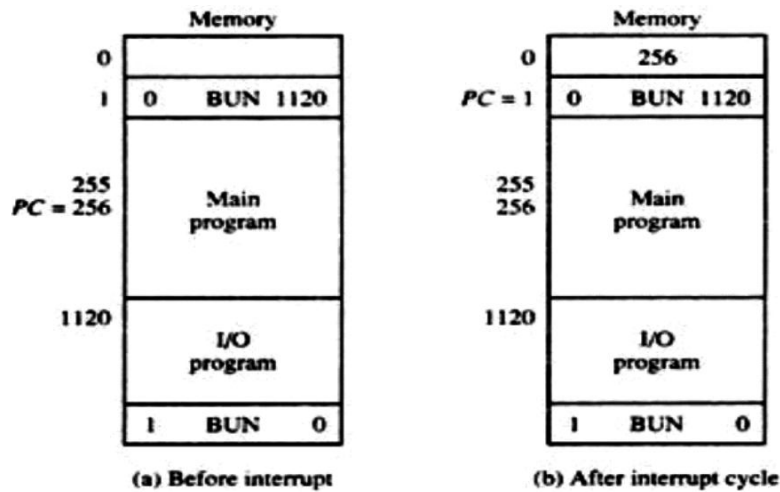 Memory
0
1 0 BUN 1120
255
PC = 256
Main
program
1120
I/O
program
1 BUN 0
(a) Before interrupt
Memory
0 256
PC = 1 0 BUN 1120
255
256
Main
program
1120
I/O
program
1 BUN 0
(b) After interrupt cycle